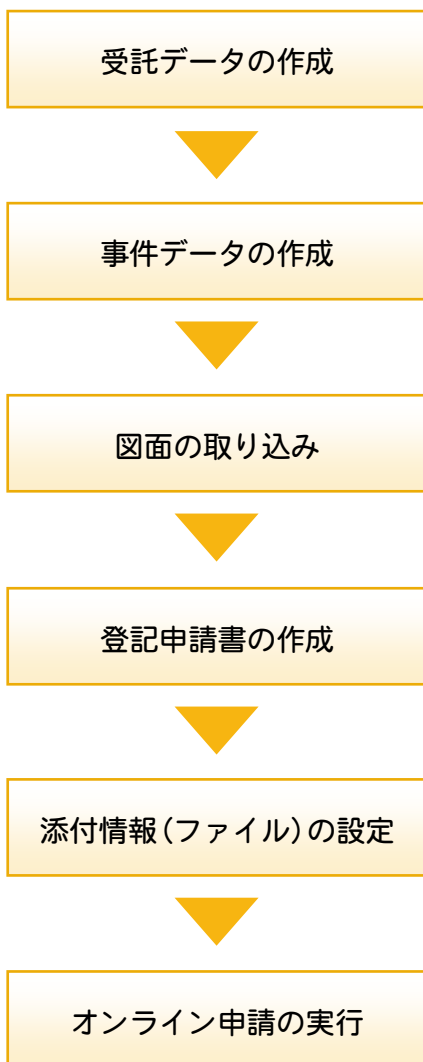 受託データの作成
事件データの作成
図面の取り込み
登記申請書の作成
添付情報（ファイル）の設定
オンライン申請の実行